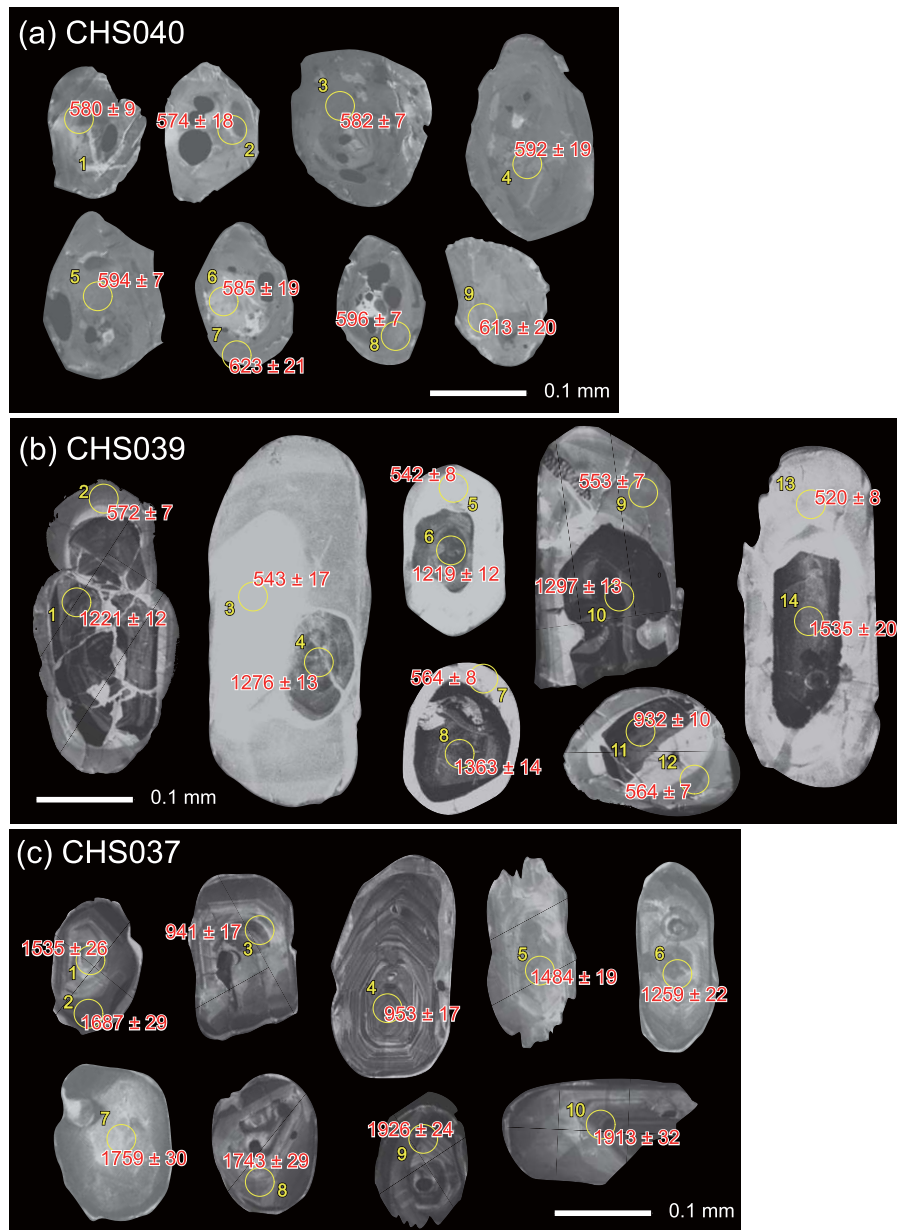 (a) CHS040
580 ± 9
1
574 ± 18
2
3
582 ± 7
592 ± 19
4
5
594 ± 7
6
585 ± 19
7
623 ± 21
596 ± 7
8
9
613 ± 20
0.1 mm
(b) CHS039
2
572 ± 7
1
1221 ± 12
543 ± 17
3
4
1276 ± 13
542 ± 8
5
6
1219 ± 12
564 ± 8
7
8
1363 ± 14
553 ± 7
9
1297 ± 13
10
932 ± 10
11
12
564 ± 7
13
520 ± 8
14
1535 ± 20
0.1 mm
(c) CHS037
1535 ± 26
1
2
1687 ± 29
941 ± 17
3
4
953 ± 17
5
1484 ± 19
6
1259 ± 22
7
1759 ± 30
1743 ± 29
8
1926 ± 24
9
10
1913 ± 32
0.1 mm